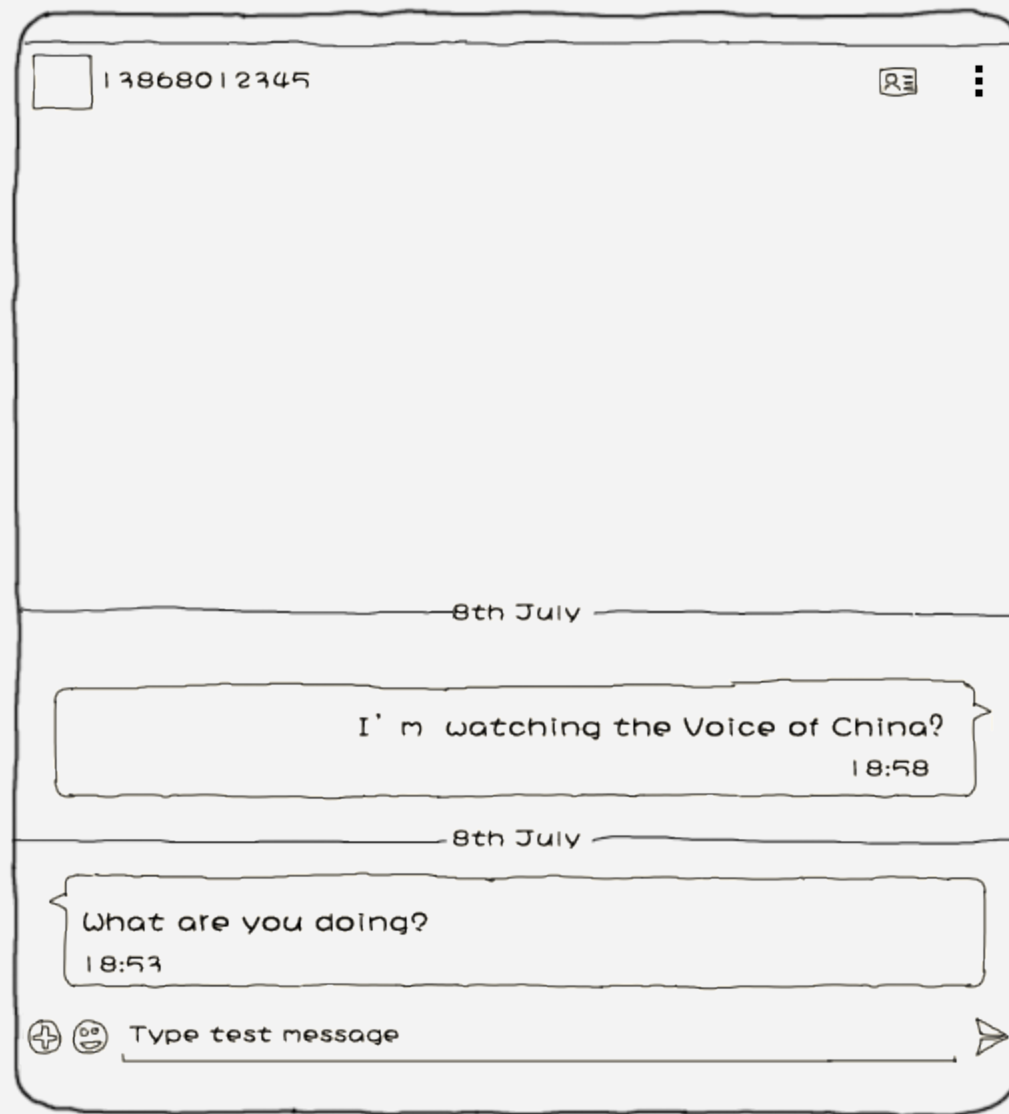 13868012345
8th July
I'm watching the Voice of China?
18:58
8th July
What are you doing?
18:53
Type test message